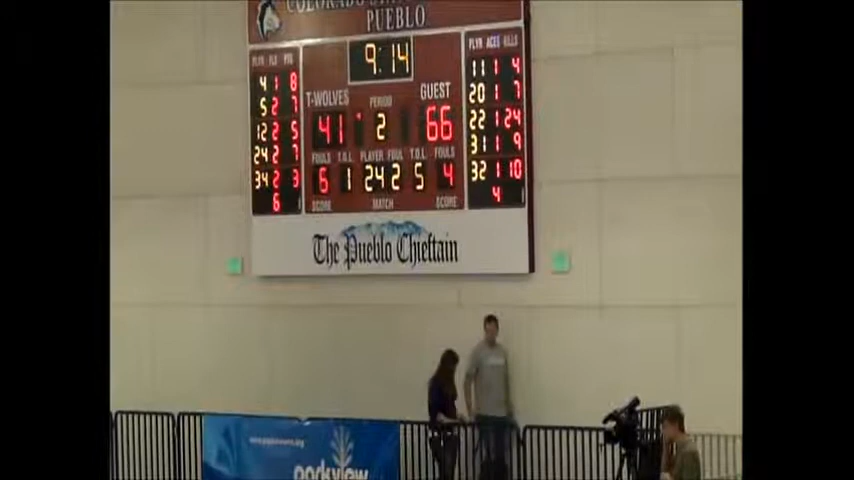 COLORADO STATE
PUEBLO
9:14
PLYR FLS PTS
4 1 8
5 2 7
12 2 5
24 2 7
34 2 3
6
T-WOLVES PERIOD GUEST
41 2 66
FOULS T.O.L. PLAYER FOUL T.O.L. FOULS
6 1 24 2 5 4
SCORE MATCH SCORE
PLYR ACES KILLS
11 1 4
20 1 7
22 1 24
31 1 9
32 1 10
4
The Pueblo Chieftain
parkview